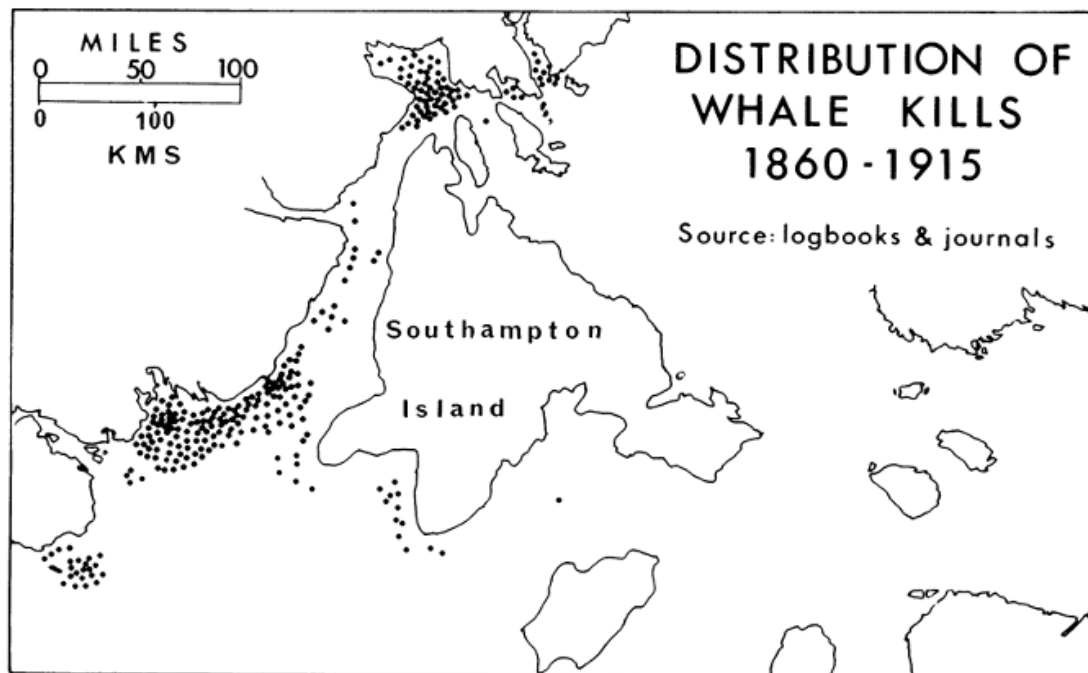 MILES
0 50 100
0 100
KMS
DISTRIBUTION OF
WHALE KILLS
1860 - 1915
Source: logbooks & journals
Southampton
Island